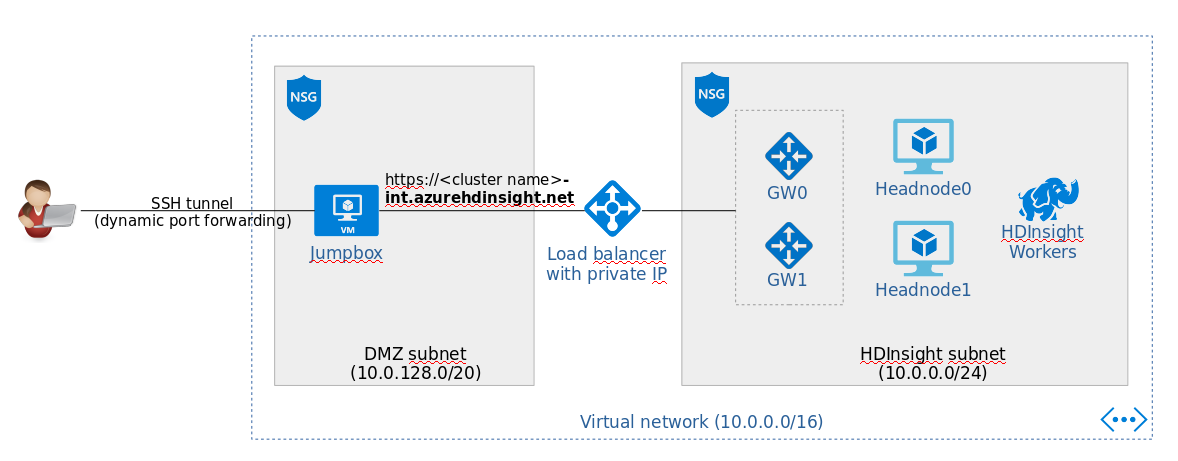 NSG
NSG
SSH tunnel
(dynamic port forwarding)
VM
Jumpbox
https://<cluster name>-
int.azurehdinsight.net
Load balancer
with private IP
GW0
GW1
Headnode0
Headnode1
HDInsight
Workers
DMZ subnet
(10.0.128.0/20)
HDInsight subnet
(10.0.0.0/24)
Virtual network (10.0.0.0/16)